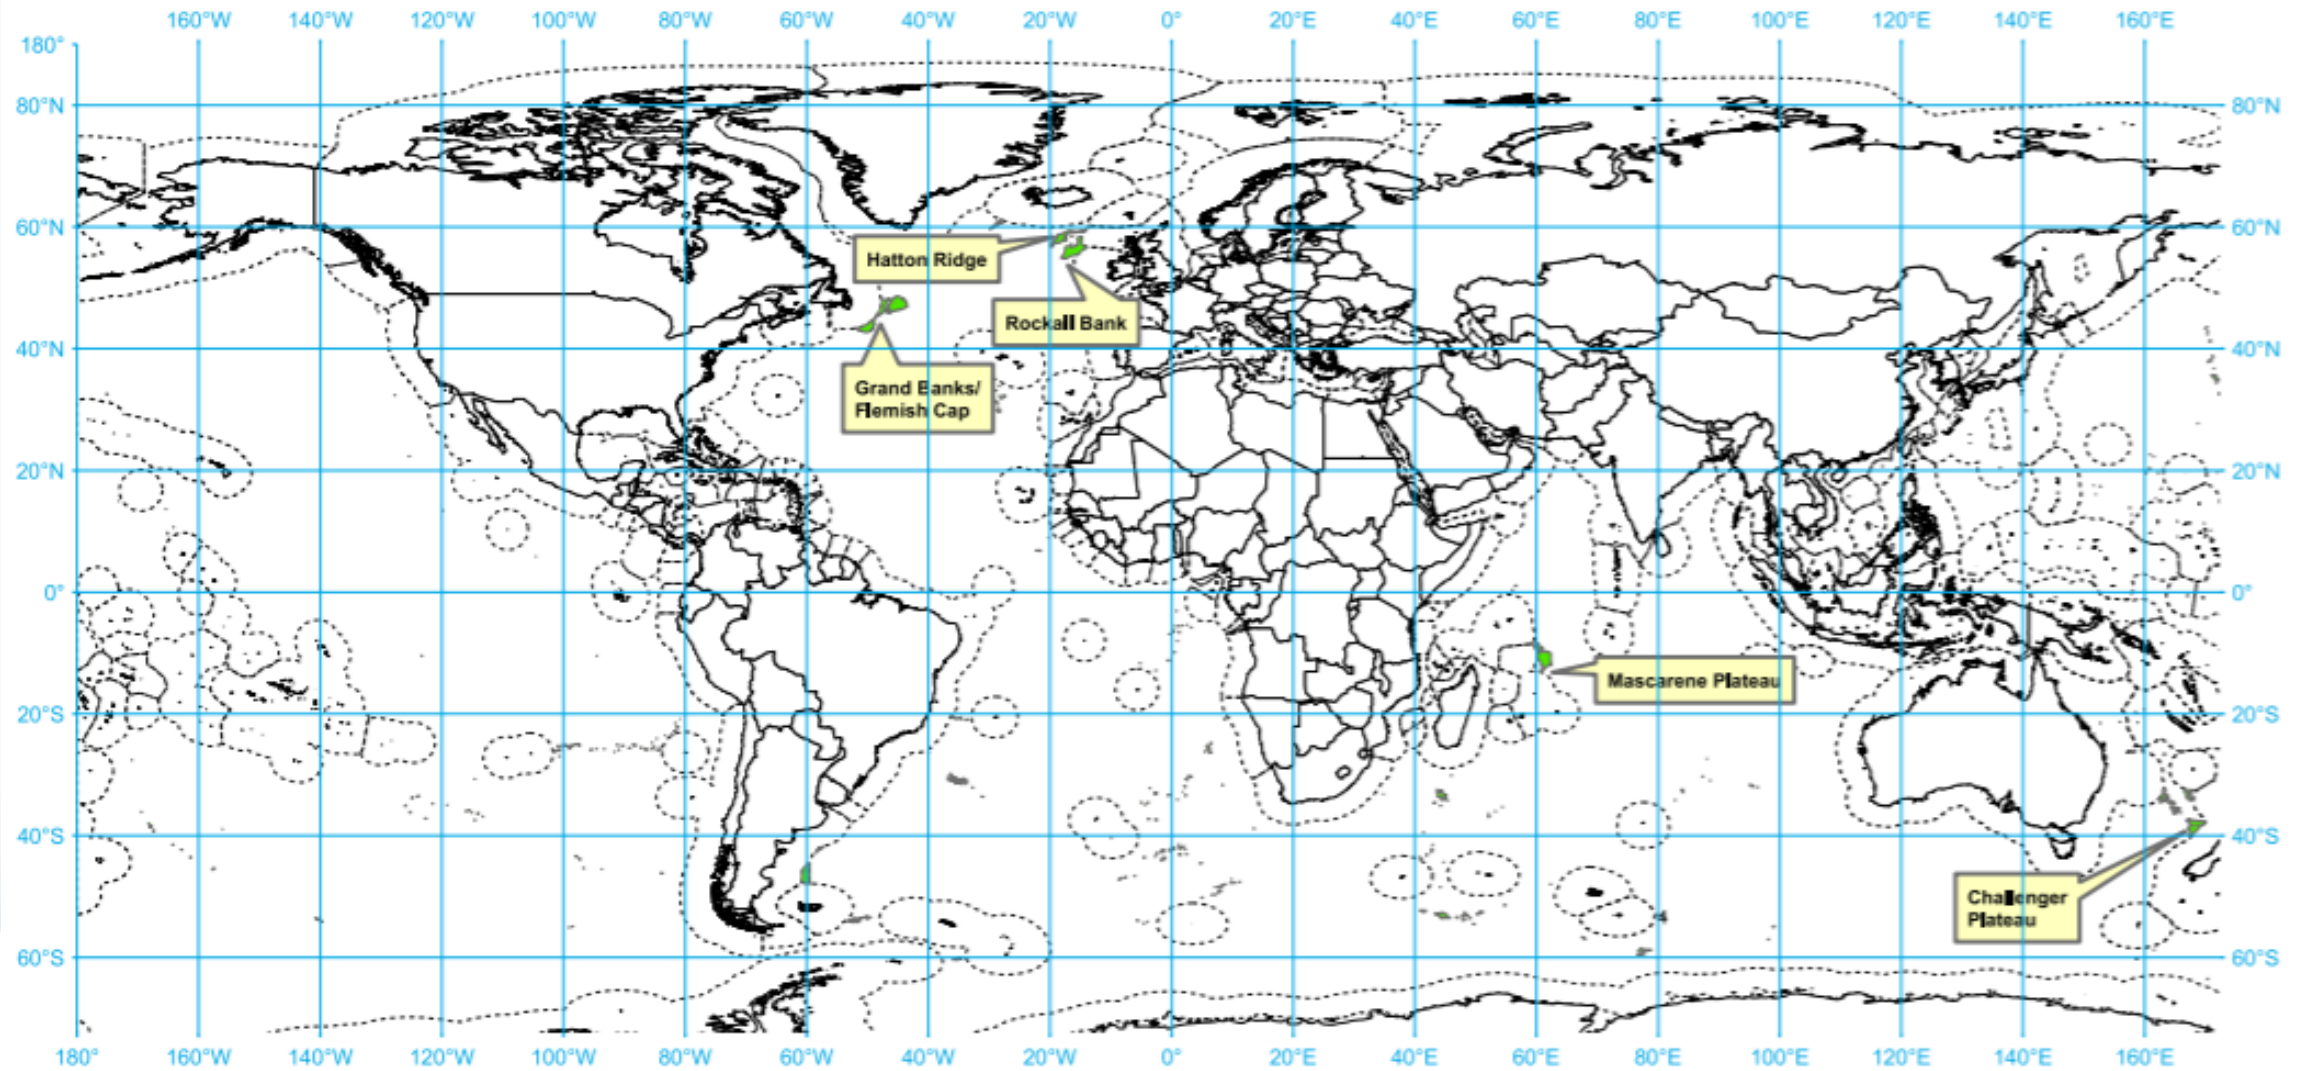 160°W 140°W 120°W 100°W 80°W 60°W 40°W 20°W 0° 20°E 40°E 60°E 80°E 100°E 120°E 140°E 160°E
180°
80°N 80°N
60°N 60°N
Hatton Ridge
Rockall Bank
40°N 40°N
Grand Banks/
Flemish Cap
20°N 20°N
0° 0°
Mascarene Plateau
20°S 20°S
40°S 40°S
Challenger
Plateau
60°S 60°S
180° 160°W 140°W 120°W 100°W 80°W 60°W 40°W 20°W 0° 20°E 40°E 60°E 80°E 100°E 120°E 140°E 160°E